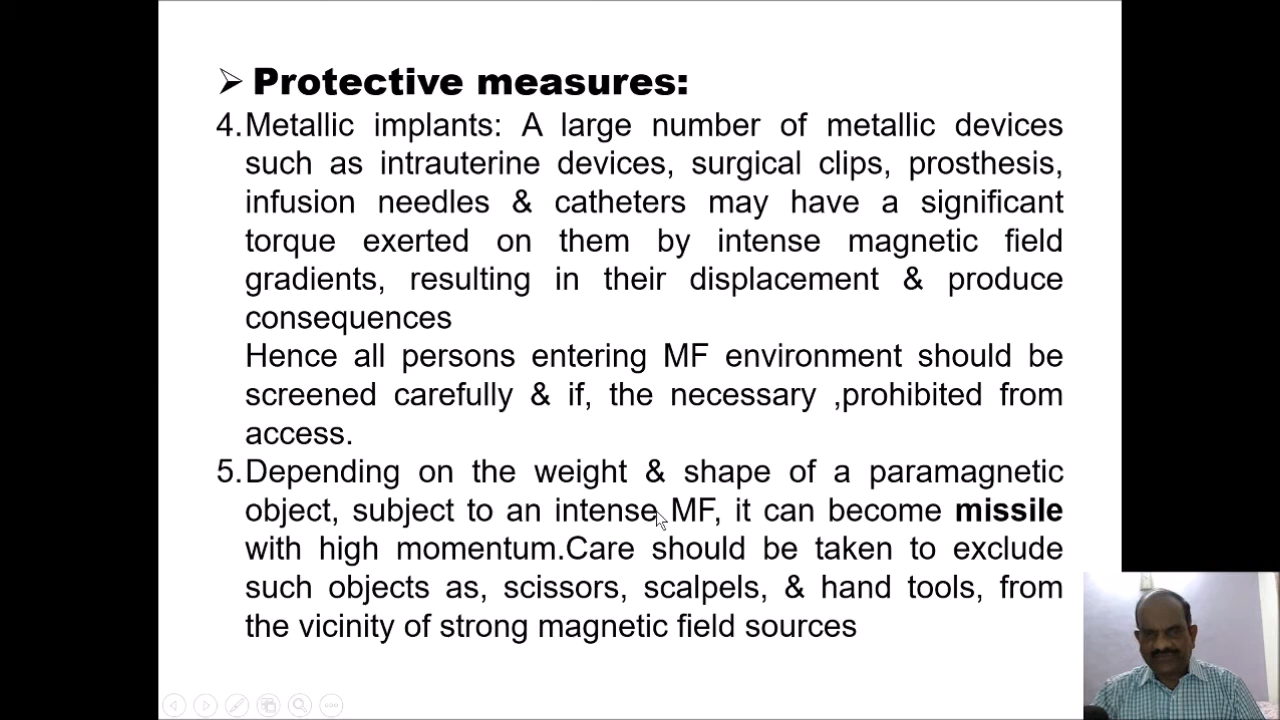 ➢ Protective measures:
4.Metallic implants: A large number of metallic devices
such as intrauterine devices, surgical clips, prosthesis,
infusion needles & catheters may have a significant
torque exerted on them by intense magnetic field
gradients, resulting in their displacement & produce
consequences
Hence all persons entering MF environment should be
screened carefully & if, the necessary ,prohibited from
access.
5.Depending on the weight & shape of a paramagnetic
object, subject to an intense MF, it can become missile
with high momentum.Care should be taken to exclude
such objects as, scissors, scalpels, & hand tools, from
the vicinity of strong magnetic field sources